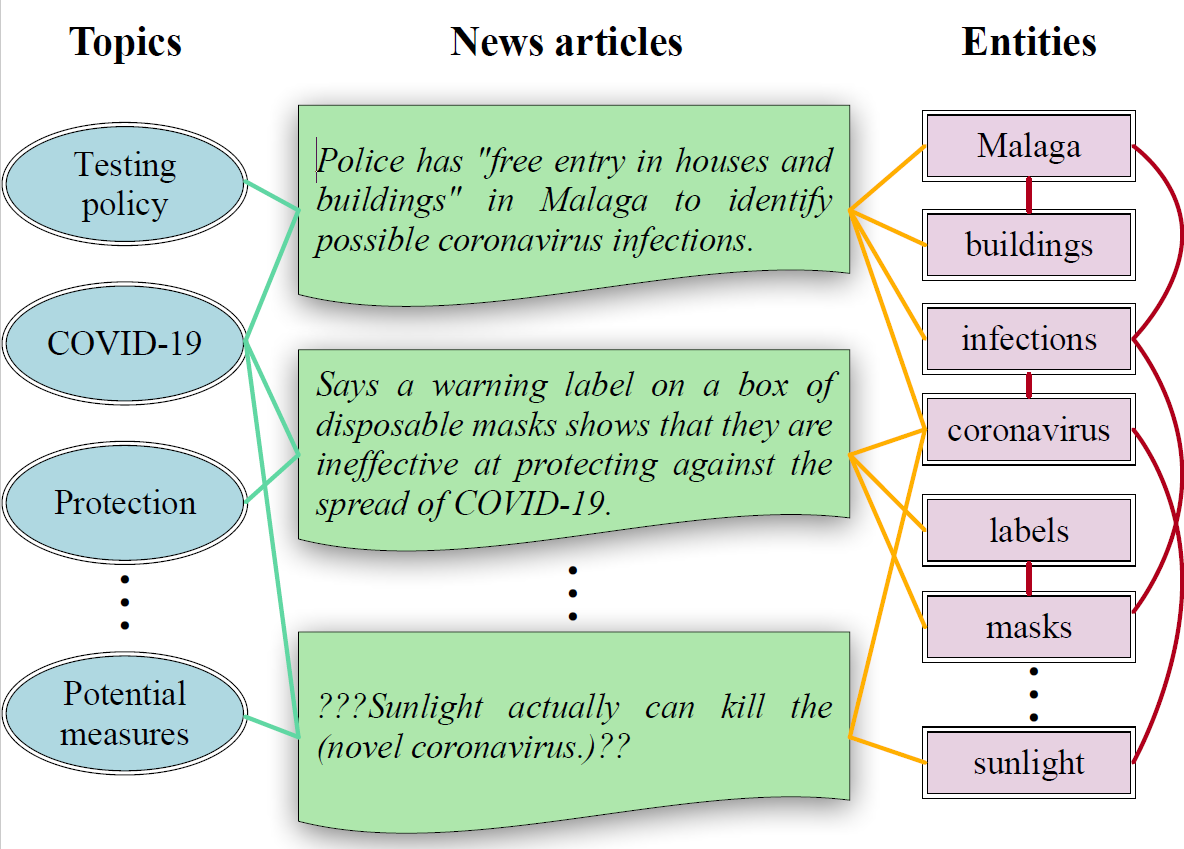 Topics
News articles
Entities
Testing
policy
COVID-19
Protection
Potential
measures
Police has "free entry in houses and
buildings" in Malaga to identify
possible coronavirus infections.
Says a warning label on a box of
disposable masks shows that they are
ineffective at protecting against the
spread of COVID-19.
???Sunlight actually can kill the
(novel coronavirus.)??
Malaga
buildings
infections
coronavirus
labels
masks
sunlight